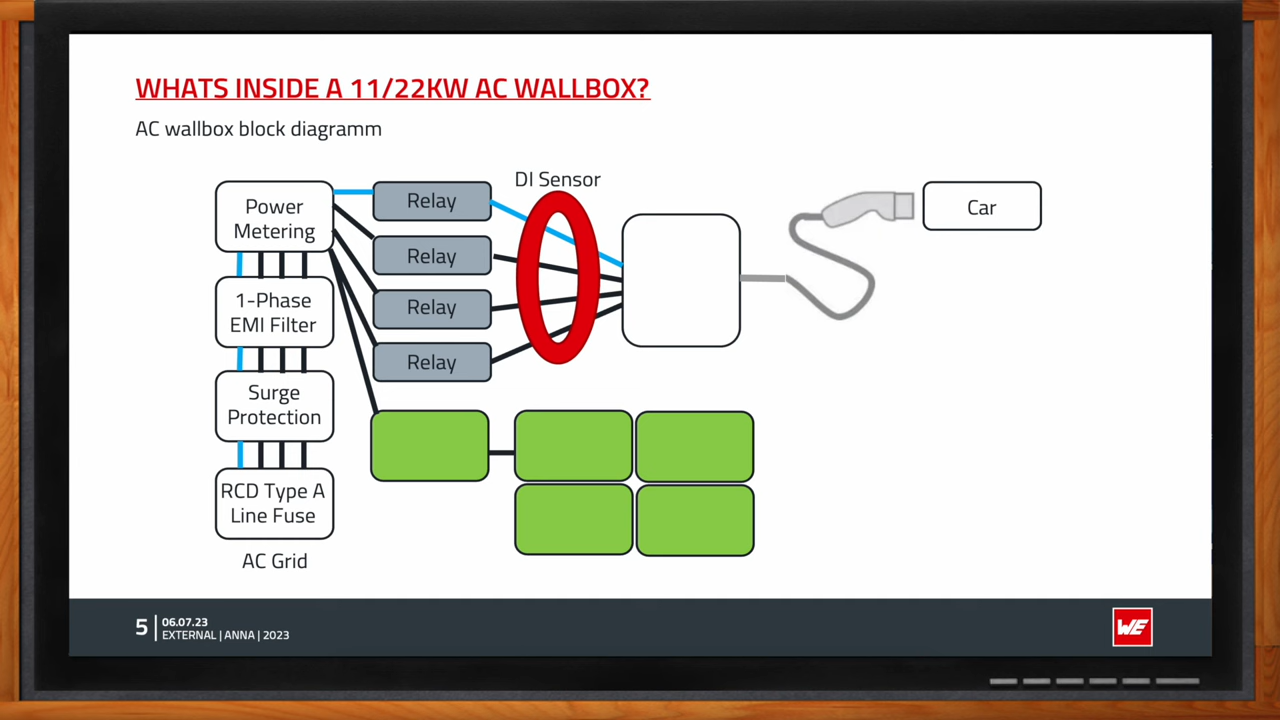 WHATS INSIDE A 11/22KW AC WALLBOX?
AC wallbox block diagramm
DI Sensor
Power
Metering
Relay
Relay
Relay
Relay
Car
1-Phase
EMI Filter
Surge
Protection
RCD Type A
Line Fuse
AC Grid
5
06.07.23
EXTERNAL | ANNA | 2023
WE